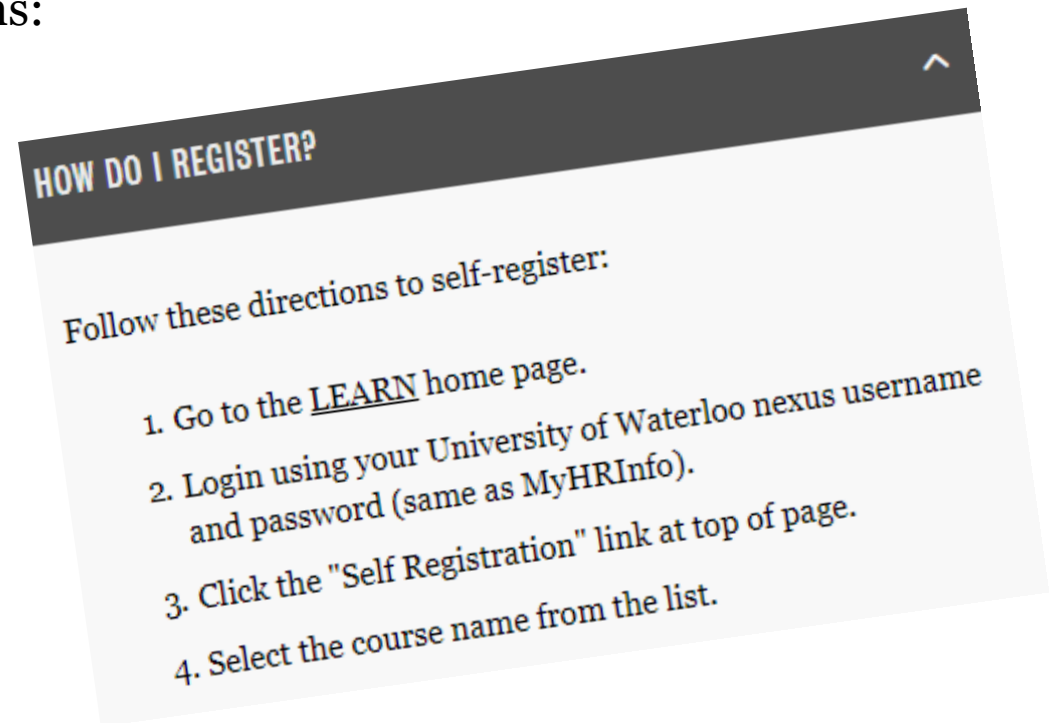 ns:
HOW DO I REGISTER?
Follow these directions to self-register:
1. Go to the LEARN home page.
2. Login using your University of Waterloo nexus username
and password (same as MyHRInfo).
3. Click the "Self Registration" link at top of page.
4. Select the course name from the list.